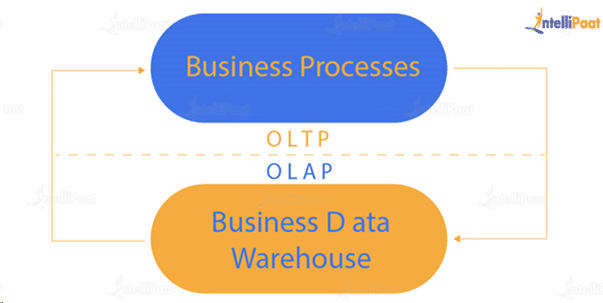 intelliPaat
Business Processes
OLTP
OLAP
Business D ata
Warehouse